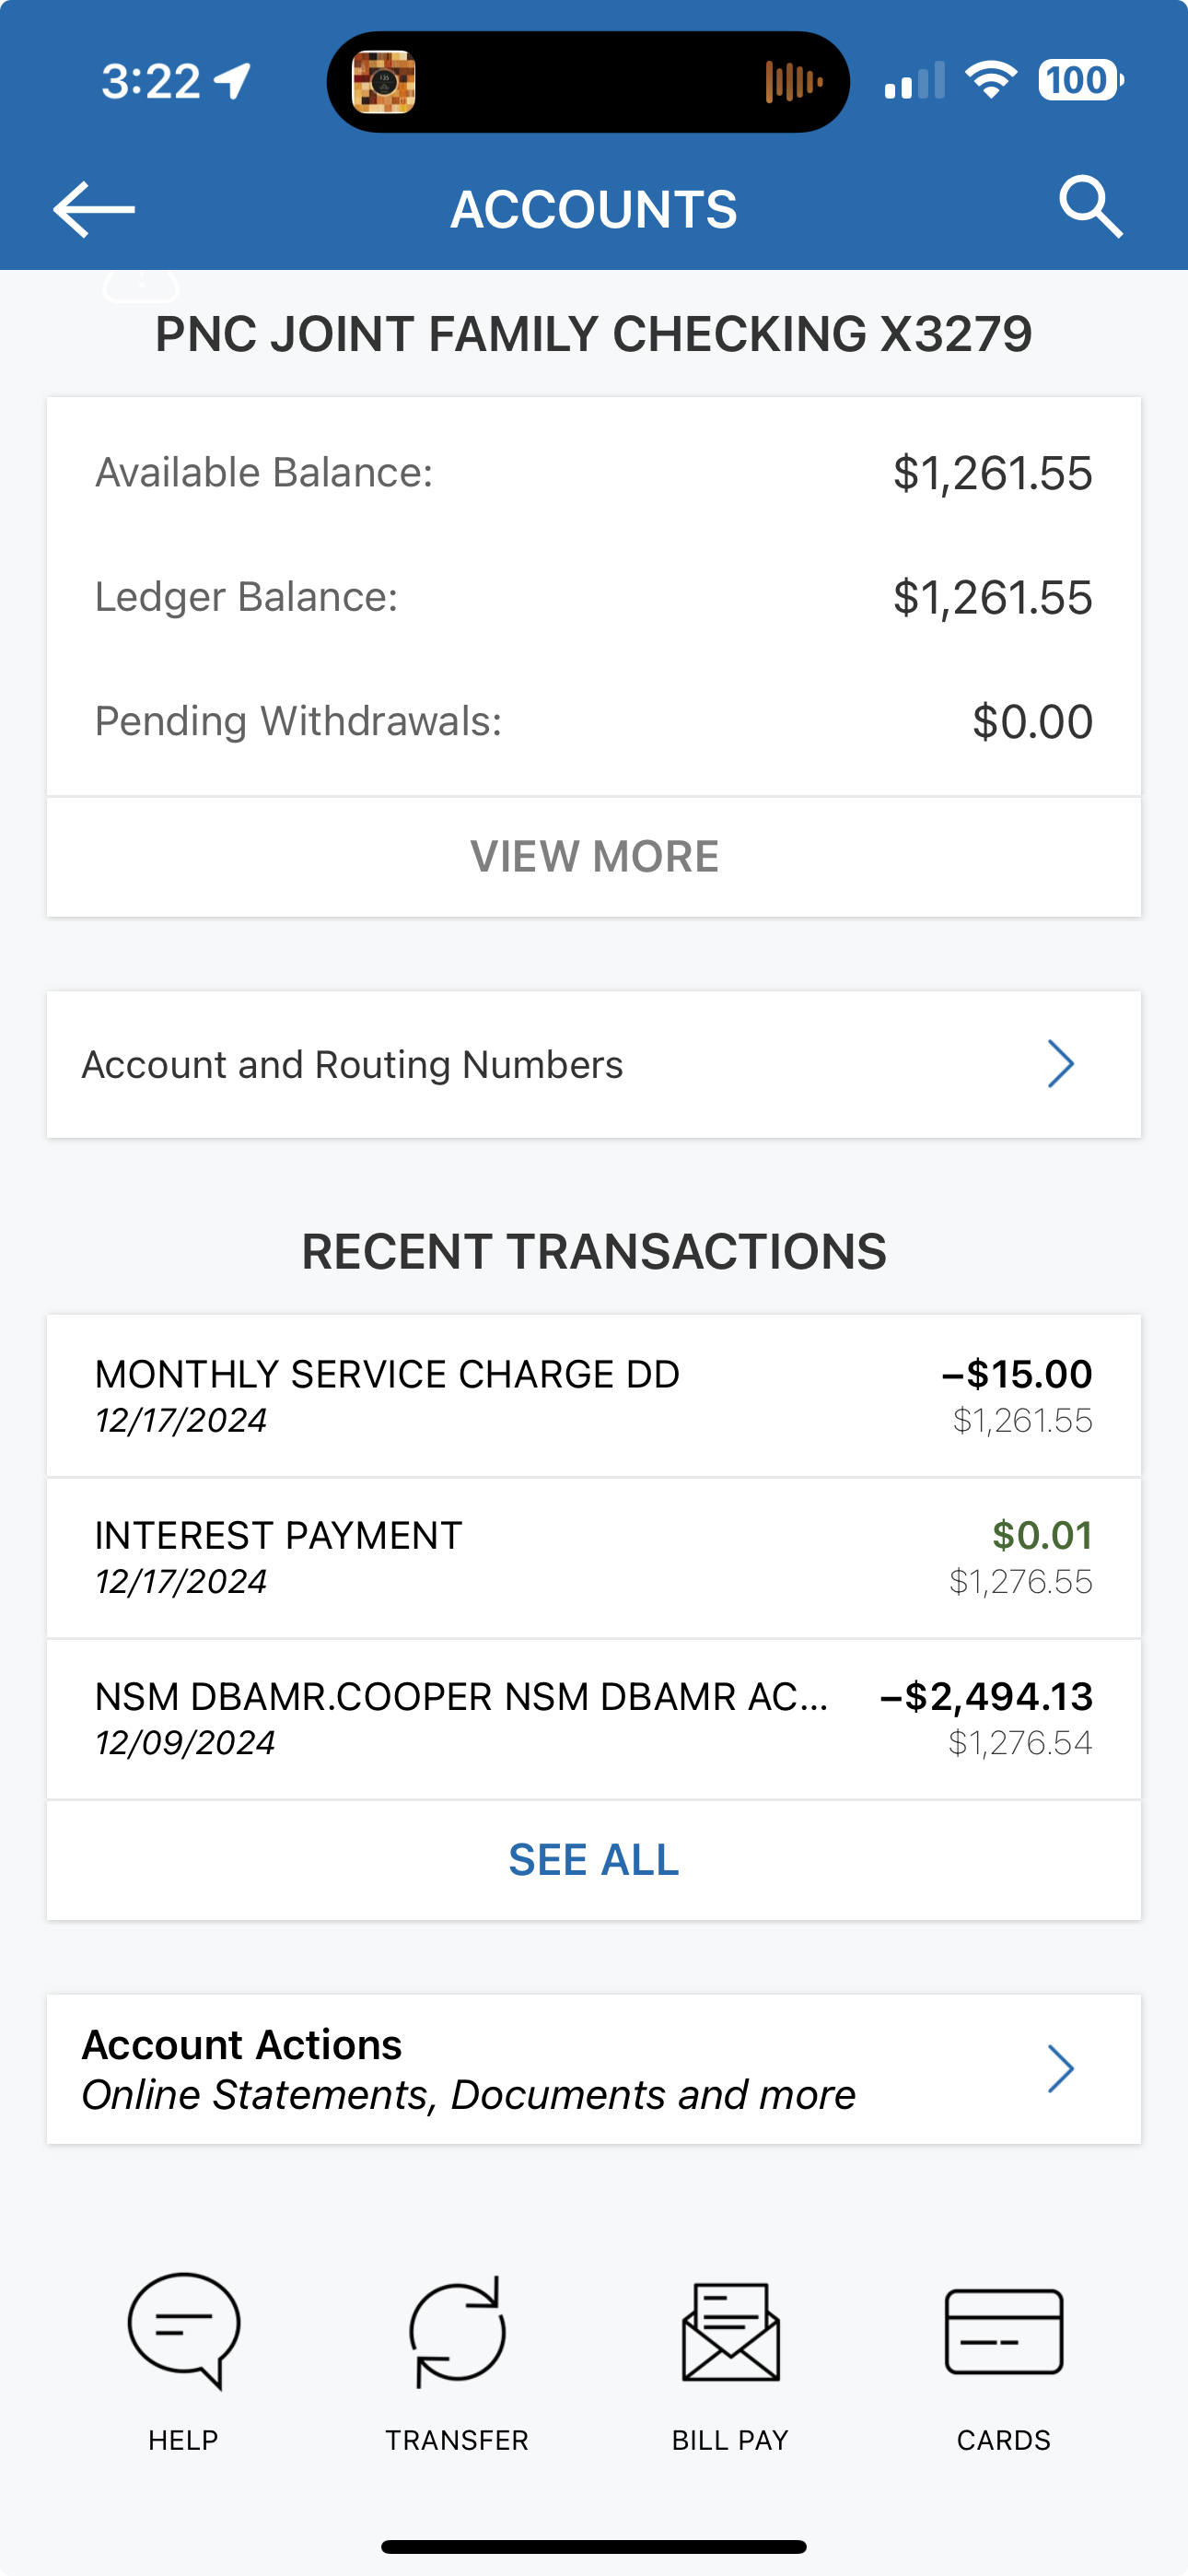 3:22
100
ACCOUNTS
PNC JOINT FAMILY CHECKING X3279
Available Balance: $1,261.55
Ledger Balance: $1,261.55
Pending Withdrawals: $0.00
VIEW MORE
Account and Routing Numbers
RECENT TRANSACTIONS
MONTHLY SERVICE CHARGE DD –$15.00
12/17/2024 $1,261.55
INTEREST PAYMENT $0.01
12/17/2024 $1,276.55
NSM DBAMR.COOPER NSM DBAMR AC... –$2,494.13
12/09/2024 $1,276.54
SEE ALL
Account Actions
Online Statements, Documents and more
HELP TRANSFER BILL PAY CARDS